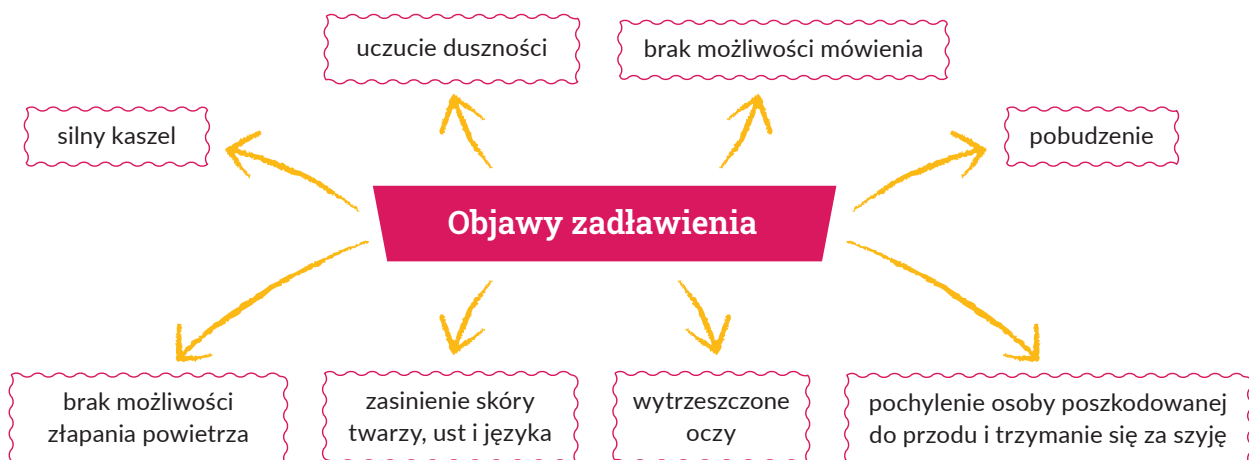 uczucie duszności
brak możliwości mówienia
silny kaszel
pobudzenie
Objawy zadławienia
brak możliwości
złapania powietrza
zasinienie skóry
twarzy, ust i języka
wytrzeszczone
oczy
pochylenie osoby poszkodowanej
do przodu i trzymanie się za szyję